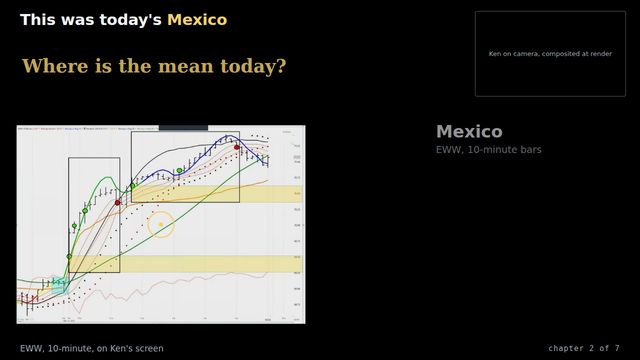 This was today's Mexico
Where is the mean today?
Ken on camera, composited at render
Mexico
EWW, 10-minute bars
EWW, 10-minute, on Ken's screen
chapter 2 of 7